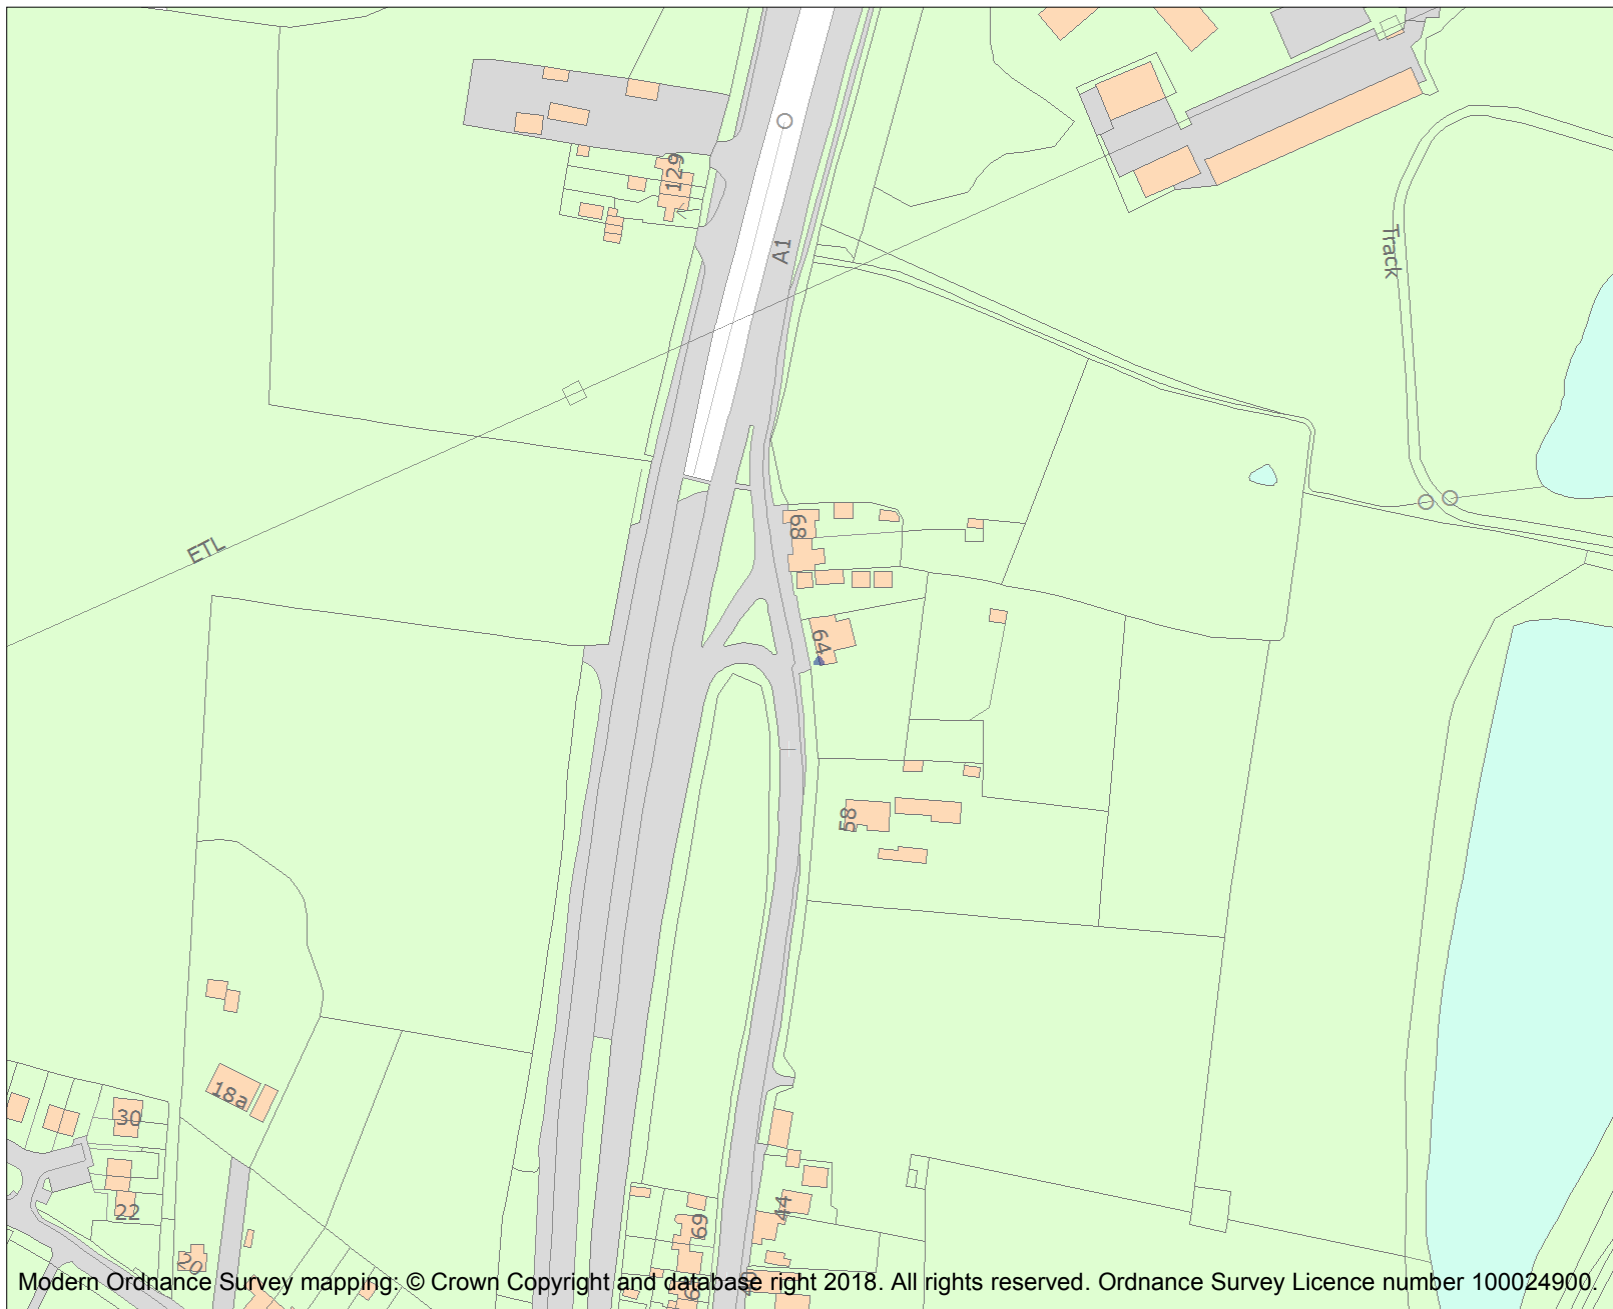 129
A1
Track
ETL
68
64
58
18a
30
22
20
69
44
Modern Ordnance Survey mapping: © Crown Copyright and database right 2018. All rights reserved. Ordnance Survey Licence number 100024900.